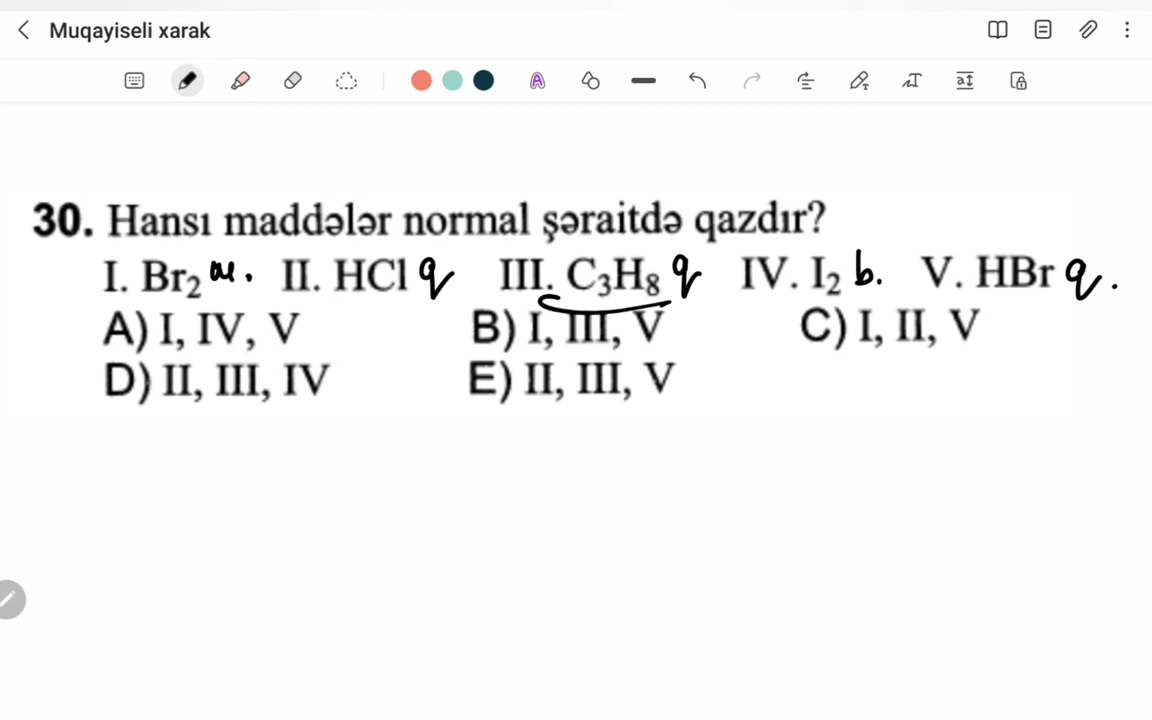 Muqayiseli xarak
30. Hansı maddələr normal şəraitdə qazdır?
I. Br₂ m. II. HCl q III. C₃H₈ q IV. I₂ b. V. HBr q.
A) I, IV, V B) I, III, V C) I, II, V
D) II, III, IV E) II, III, V